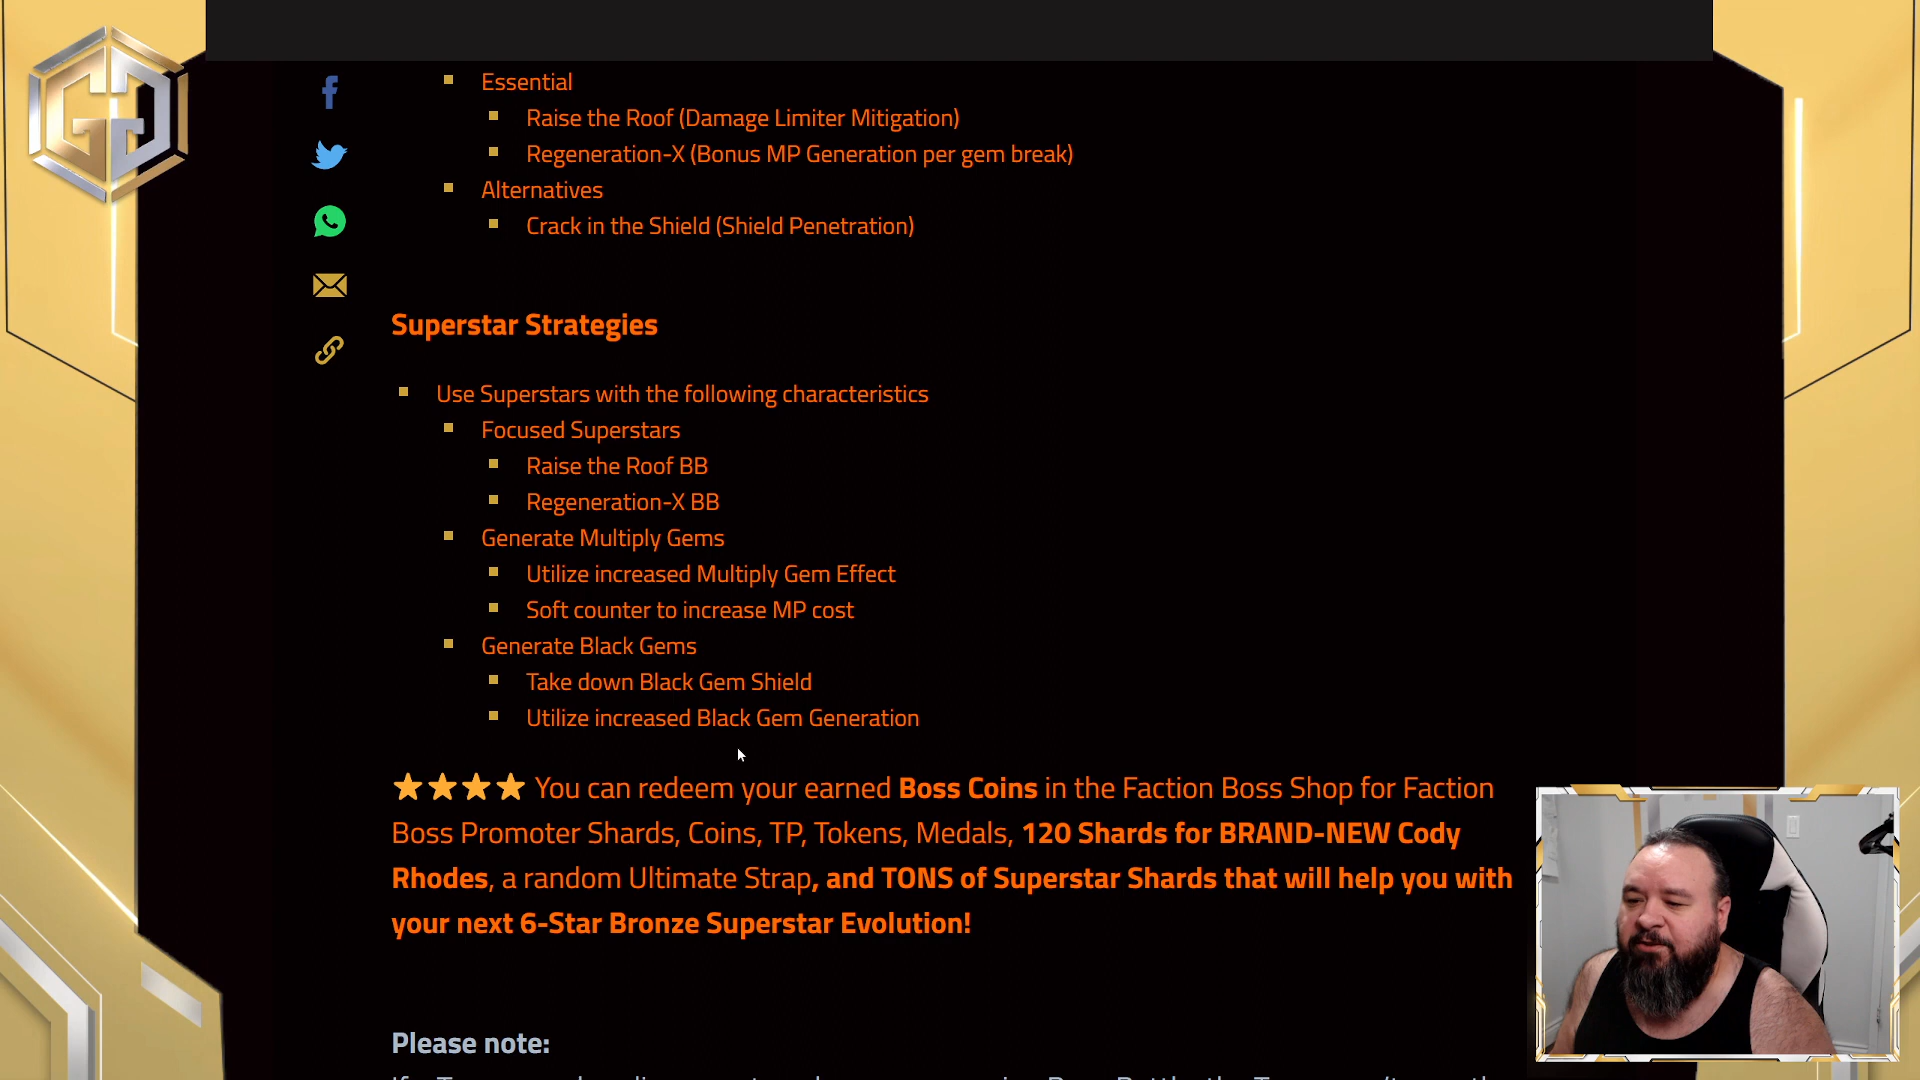 Essential
Raise the Roof (Damage Limiter Mitigation)
Regeneration-X (Bonus MP Generation per gem break)
Alternatives
Crack in the Shield (Shield Penetration)
Superstar Strategies
Use Superstars with the following characteristics
Focused Superstars
Raise the Roof BB
Regeneration-X BB
Generate Multiply Gems
Utilize increased Multiply Gem Effect
Soft counter to increase MP cost
Generate Black Gems
Take down Black Gem Shield
Utilize increased Black Gem Generation
You can redeem your earned Boss Coins in the Faction Boss Shop for Faction
Boss Promoter Shards, Coins, TP, Tokens, Medals, 120 Shards for BRAND-NEW Cody
Rhodes, a random Ultimate Strap, and TONS of Superstar Shards that will help you with
your next 6-Star Bronze Superstar Evolution!
Please note: